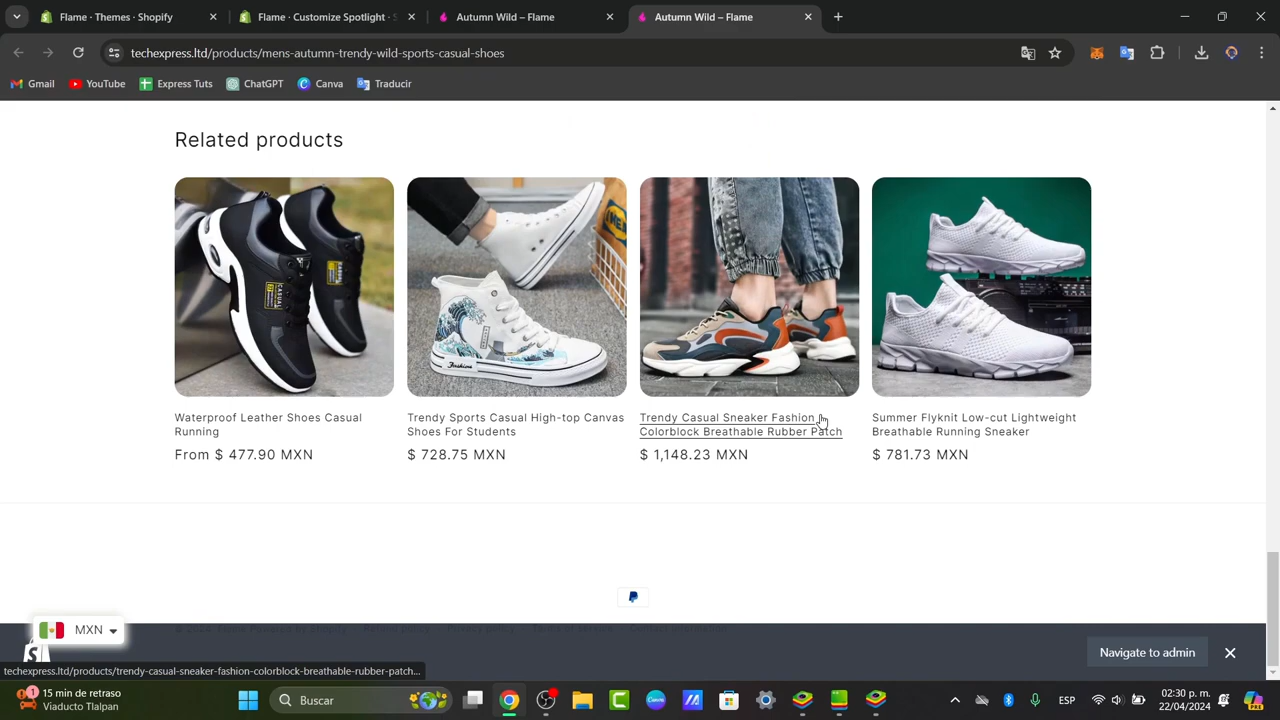 Flame · Themes · Shopify
Flame · Customize Spotlight · S
Autumn Wild – Flame
Autumn Wild – Flame
techexpress.ltd/products/mens-autumn-trendy-wild-sports-casual-shoes
Gmail
YouTube
Express Tuts
ChatGPT
Canva
Traducir
Related products
Waterproof Leather Shoes Casual
Running
From $ 477.90 MXN
Trendy Sports Casual High-top Canvas
Shoes For Students
$ 728.75 MXN
Trendy Casual Sneaker Fashion
Colorblock Breathable Rubber Patch
$ 1,148.23 MXN
Summer Flyknit Low-cut Lightweight
Breathable Running Sneaker
$ 781.73 MXN
MXN
Navigate to admin
techexpress.ltd/products/trendy-casual-sneaker-fashion-colorblock-breathable-rubber-patch...
15 min de retraso
Viaducto Tlalpan
Buscar
ESP
02:30 p. m.
22/04/2024